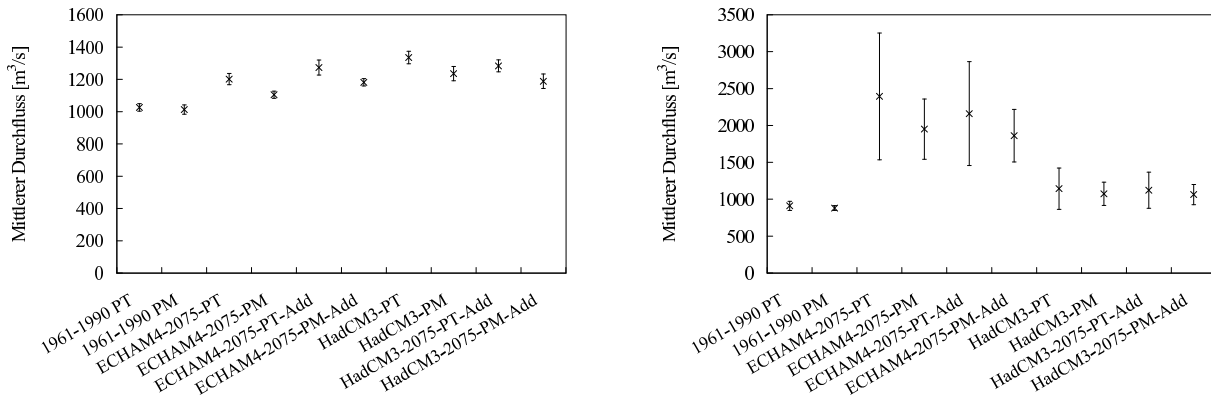 Mittlerer Durchfluss [m³/s]
1600
1400
1200
1000
800
600
400
200
0
1961-1990 PT
1961-1990 PM
ECHAM4-2075-PT
ECHAM4-2075-PM
ECHAM4-2075-PT-Add
ECHAM4-2075-PM-Add
HadCM3-PT
HadCM3-PM
HadCM3-2075-PT-Add
HadCM3-2075-PM-Add
Mittlerer Durchfluss [m³/s]
3500
3000
2500
2000
1500
1000
500
0
1961-1990 PT
1961-1990 PM
ECHAM4-2075-PT
ECHAM4-2075-PM
ECHAM4-2075-PT-Add
ECHAM4-2075-PM-Add
HadCM3-PT
HadCM3-PM
HadCM3-2075-PT-Add
HadCM3-2075-PM-Add